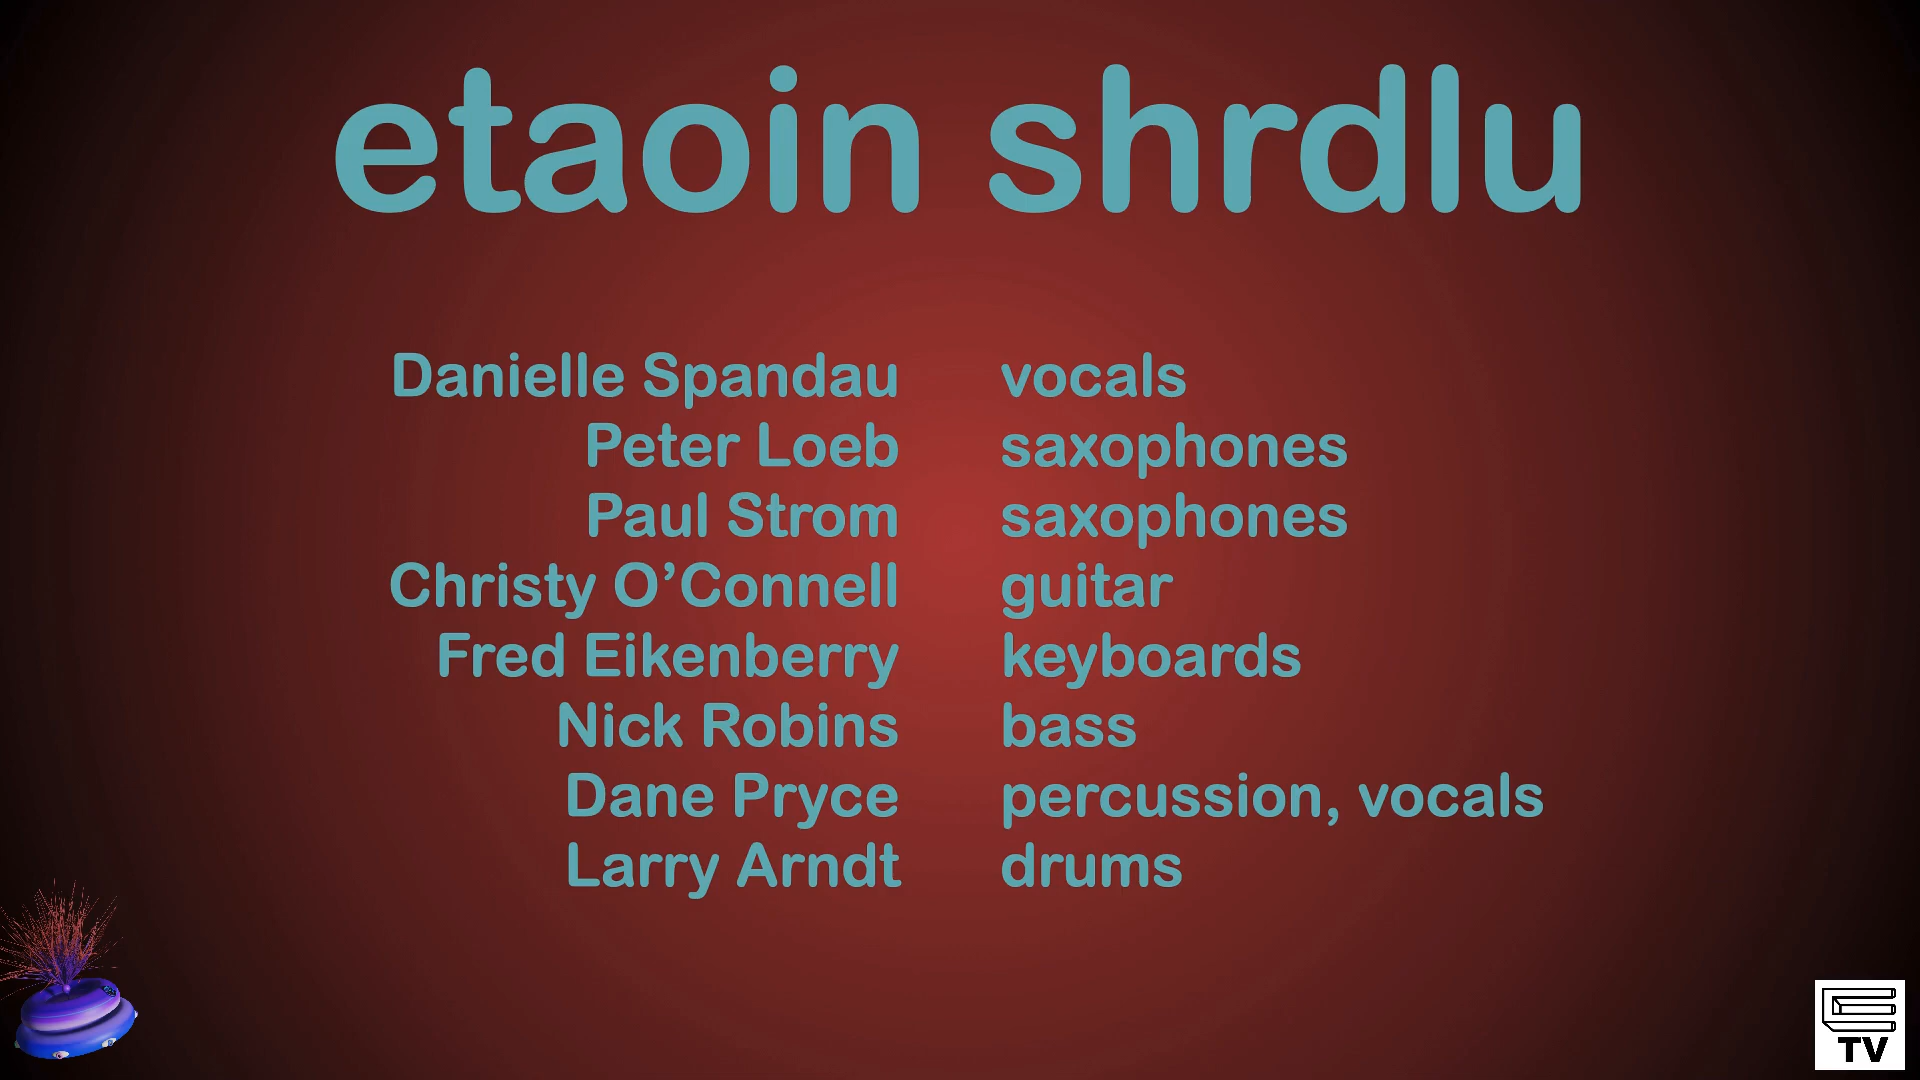 etaoin shrdlu
Danielle Spandau vocals
Peter Loeb saxophones
Paul Strom saxophones
Christy O’Connell guitar
Fred Eikenberry keyboards
Nick Robins bass
Dane Pryce percussion, vocals
Larry Arndt drums
E
TV